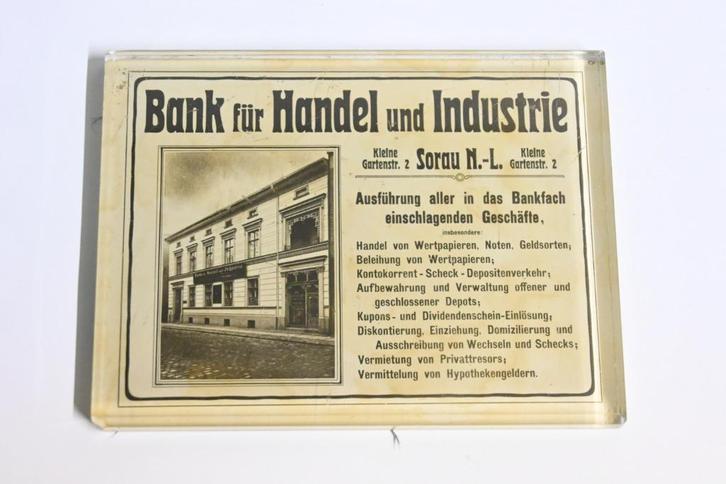 Bank für Handel und Industrie
Kleine Gartenstr. 2 Sorau N.-L. Kleine Gartenstr. 2
Ausführung aller in das Bankfach
einschlagenden Geschäfte,
insbesondere:
Handel von Wertpapieren, Noten, Geldsorten;
Beleihung von Wertpapieren;
Kontokorrent-Scheck-Depositenverkehr;
Aufbewahrung und Verwaltung offener und
geschlossener Depots;
Kupons- und Dividendenschein-Einlösung;
Diskontierung, Einziehung, Domizilierung und
Ausschreibung von Wechseln und Schecks;
Vermietung von Privattresors;
Vermittelung von Hypothekengeldern.